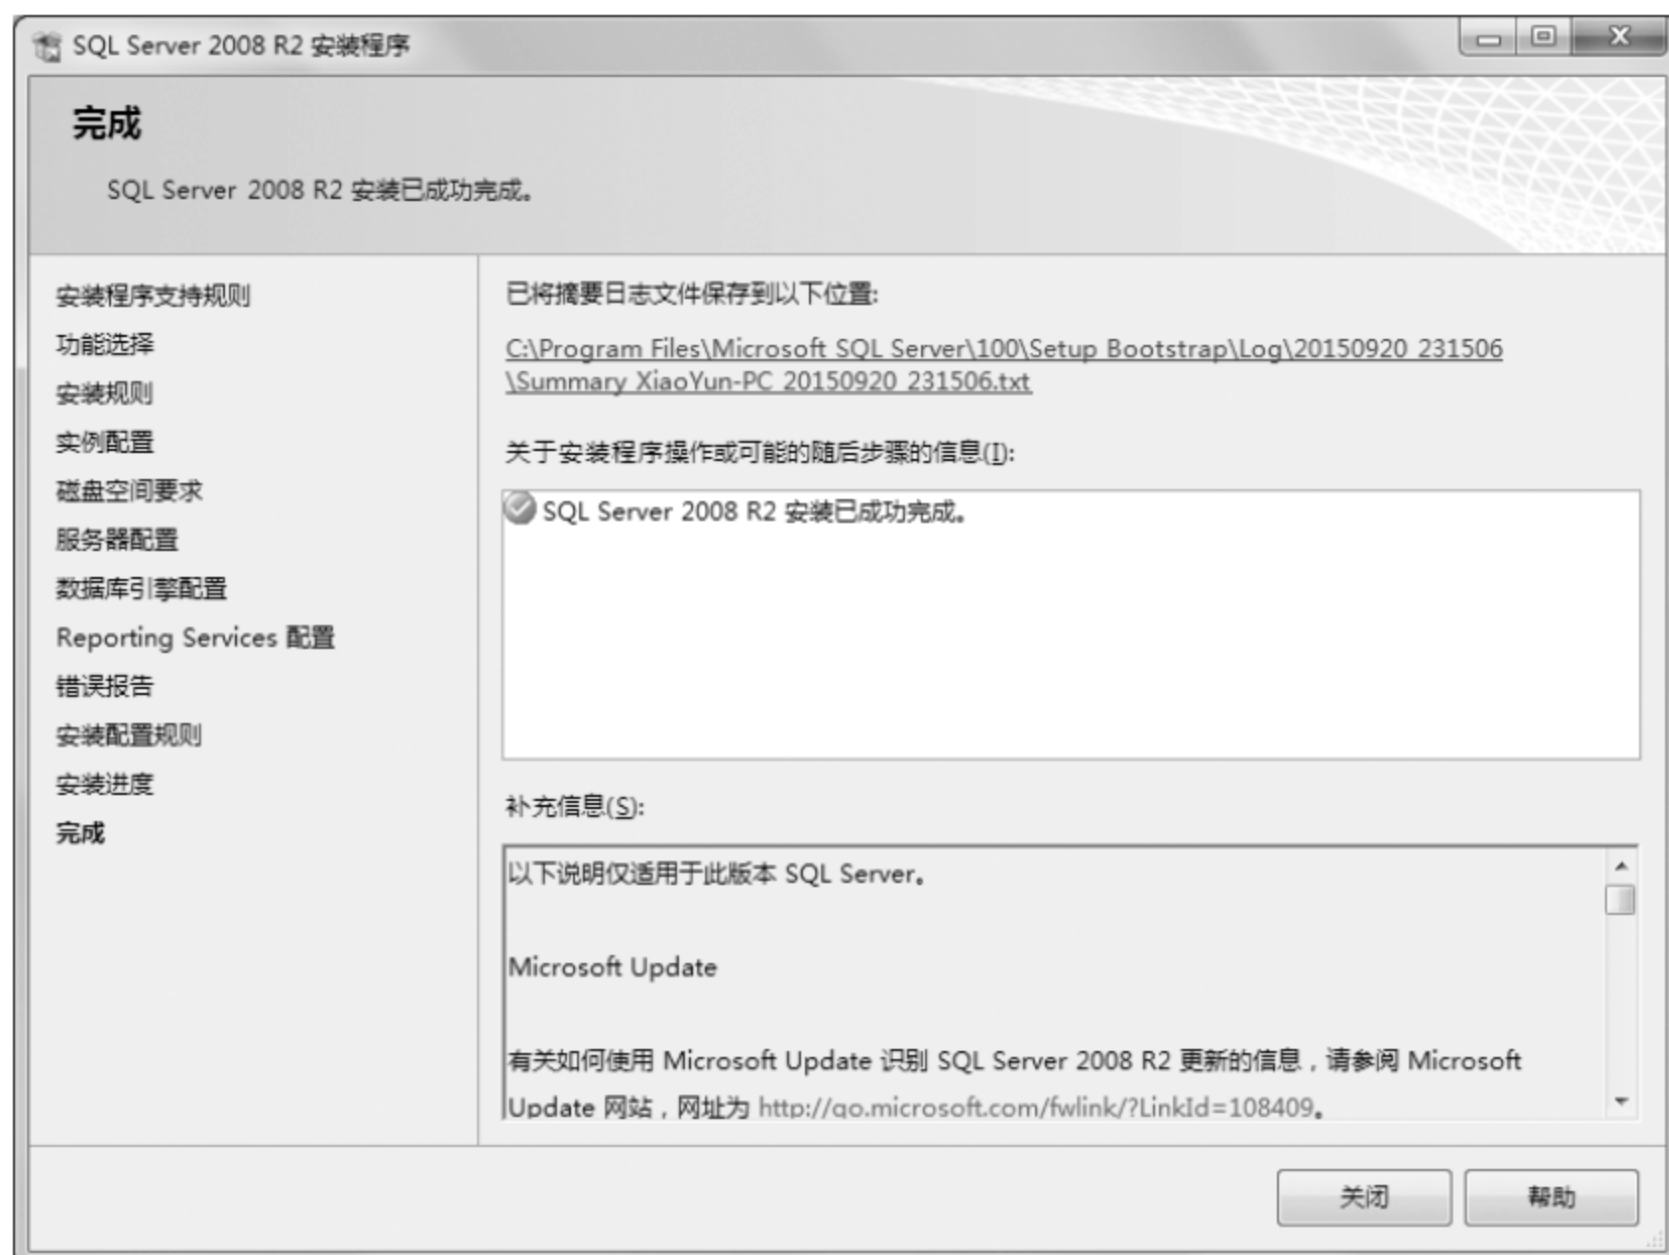 SQL Server 2008 R2 安装程序
完成
SQL Server 2008 R2 安装已成功完成。
安装程序支持规则
功能选择
安装规则
实例配置
磁盘空间要求
服务器配置
数据库引擎配置
Reporting Services 配置
错误报告
安装配置规则
安装进度
完成
已将摘要日志文件保存到以下位置:
C:\Program Files\Microsoft SQL Server\100\Setup Bootstrap\Log\20150920_231506
\Summary_XiaoYun-PC_20150920_231506.txt
关于安装程序操作或可能的随后步骤的信息(I):
SQL Server 2008 R2 安装已成功完成。
补充信息(S):
以下说明仅适用于此版本 SQL Server。
Microsoft Update
有关如何使用 Microsoft Update 识别 SQL Server 2008 R2 更新的信息，请参阅 Microsoft
Update 网站，网址为 http://go.microsoft.com/fwlink/?LinkId=108409。
关闭
帮助